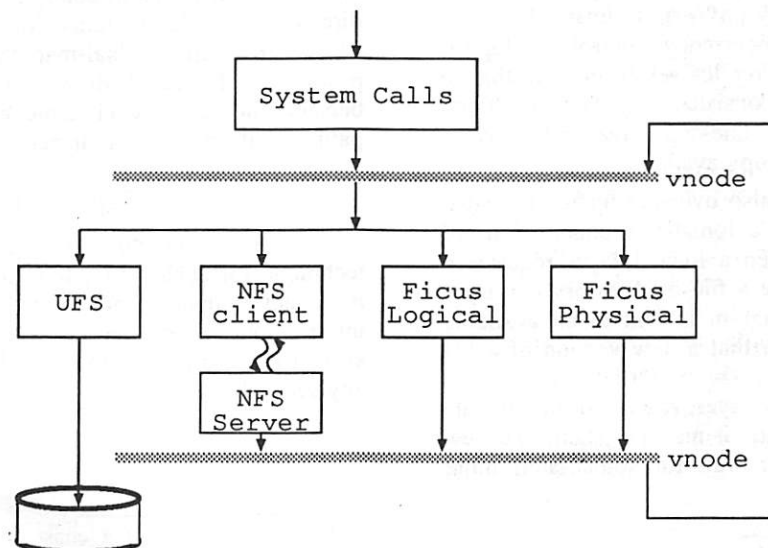 System Calls
vnode
UFS
NFS
client
Ficus
Logical
Ficus
Physical
NFS
Server
vnode